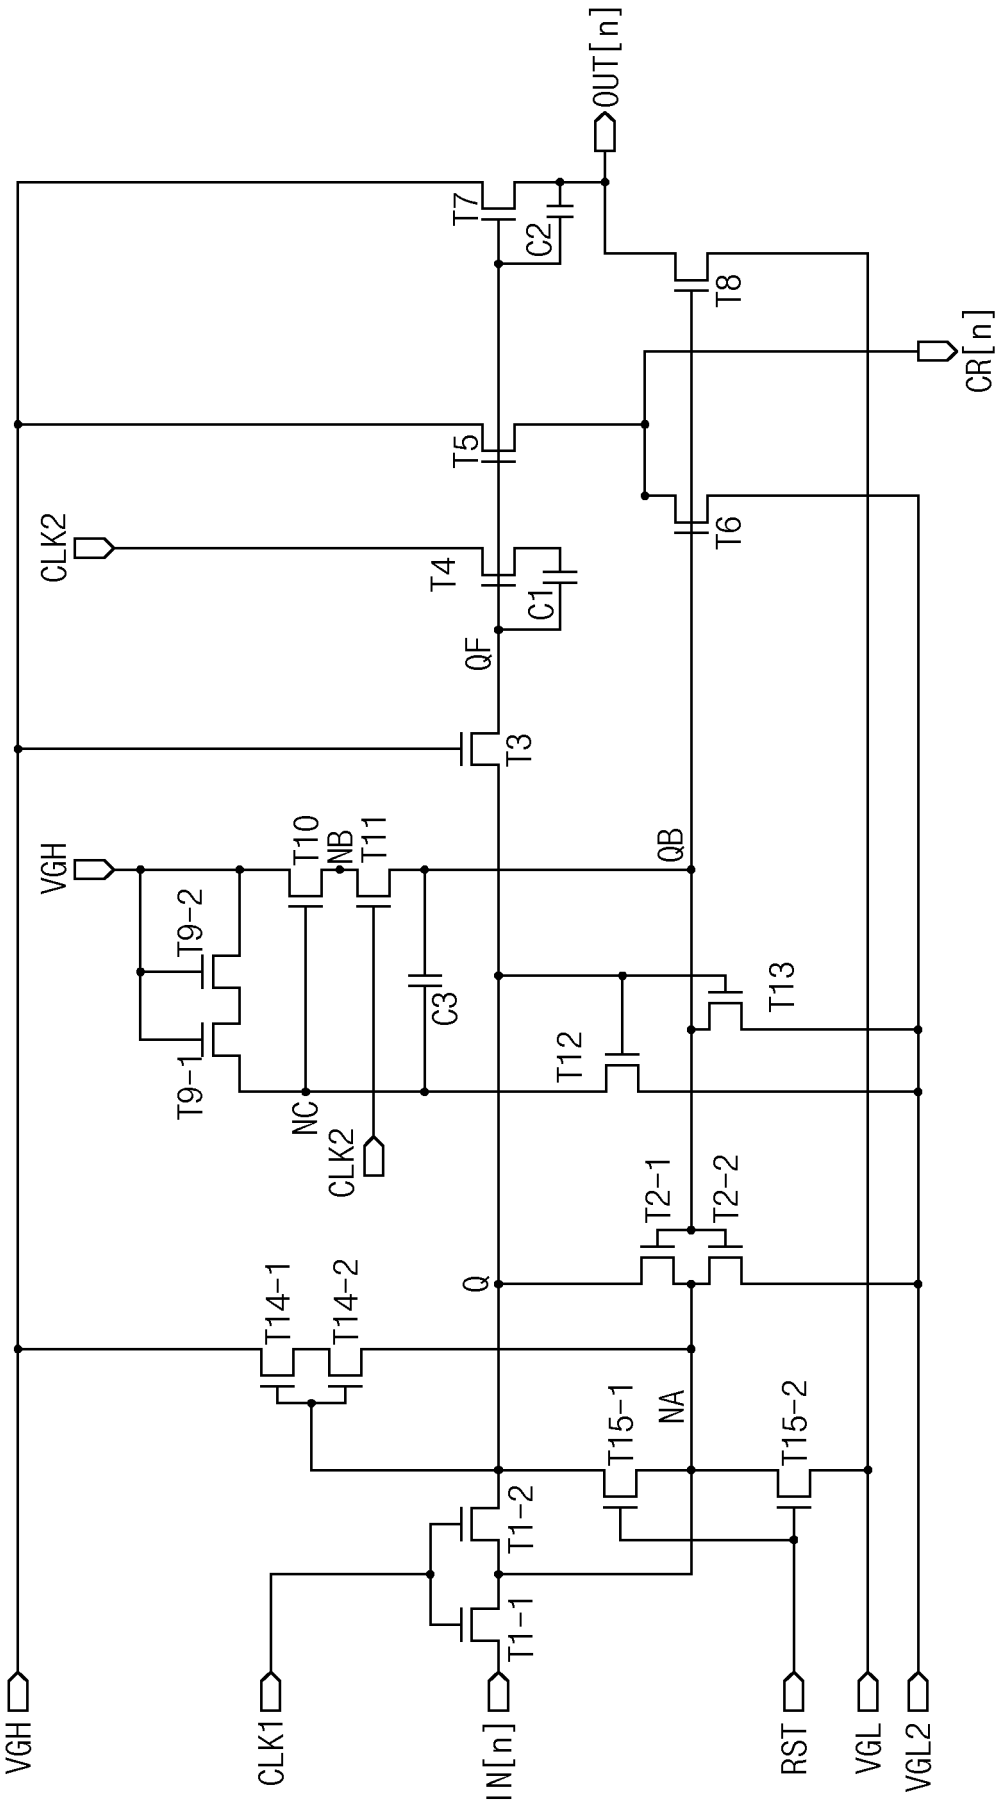 VGH
CLK1
IN[n]
RST
VGL
VGL2
T1-1
T1-2
T14-1
T14-2
T15-1
T15-2
NA
Q
T2-1
T2-2
CLK2
NC
T9-1
T9-2
VGH
T10
NB
T11
C3
T12
T13
QB
T3
QF
CLK2
T4
C1
T5
T6
T7
C2
T8
CR[n]
OUT[n]